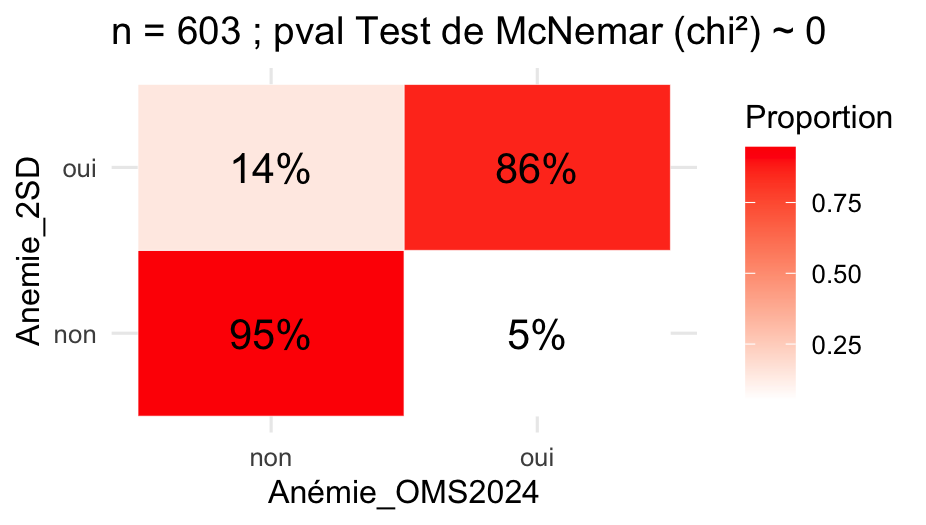 n = 603 ; pval Test de McNemar (chi²) ~ 0
Proportion
0.75
0.50
0.25
Anemie_2SD
oui
14%
86%
non
95%
5%
non
oui
Anémie_OMS2024